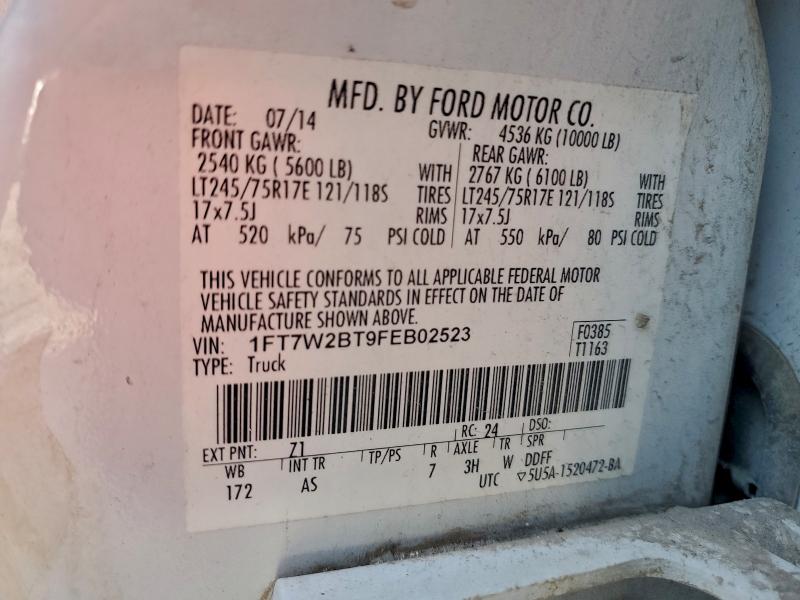 MFD. BY FORD MOTOR CO.
DATE: 07/14 GVWR: 4536 KG (10000 LB)
FRONT GAWR: REAR GAWR:
2540 KG ( 5600 LB) WITH 2767 KG ( 6100 LB) WITH
LT245/75R17E 121/118S TIRES LT245/75R17E 121/118S TIRES
17x7.5J RIMS 17x7.5J RIMS
AT 520 kPa/ 75 PSI COLD AT 550 kPa/ 80 PSI COLD
THIS VEHICLE CONFORMS TO ALL APPLICABLE FEDERAL MOTOR
VEHICLE SAFETY STANDARDS IN EFFECT ON THE DATE OF
MANUFACTURE SHOWN ABOVE.
VIN: 1FT7W2BT9FEB02523 F0385
TYPE: Truck T1163
EXT PNT: Z1 RC: 24 DSO:
WB INT TR TP/PS R AXLE TR SPR
172 AS 7 3H W DDFF
UTC ▽5U5A-1520472-BA